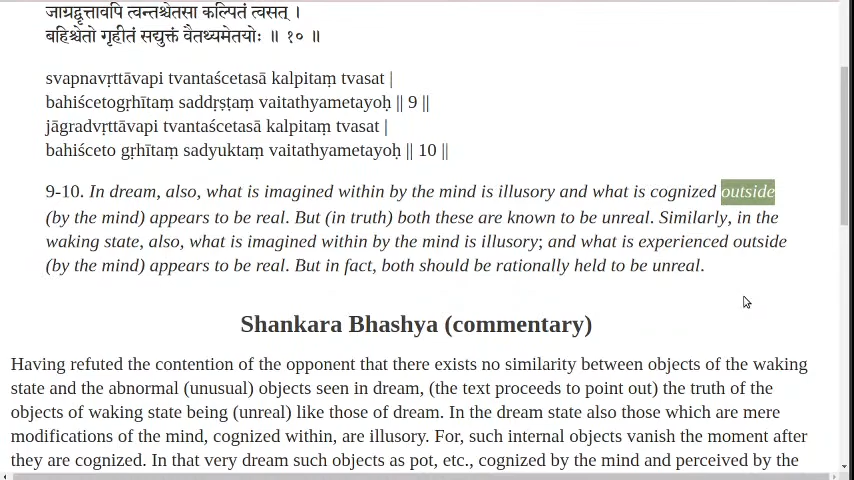 जाग्रद्वृत्तावपि त्वन्तश्चेतसा कल्पितं त्वसत् ।
बहिश्चेतो गृहीतं सद्युक्तं वैतथ्यमेतयोः ॥ १० ॥
svapnavṛttāvapi tvantaścetasā kalpitaṃ tvasat |
bahiścetogṛhītaṃ saddṛṣṭaṃ vaitathyametayoḥ || 9 ||
jāgradvṛttāvapi tvantaścetasā kalpitaṃ tvasat |
bahiśceto gṛhītaṃ sadyuktaṃ vaitathyametayoḥ || 10 ||
9-10. In dream, also, what is imagined within by the mind is illusory and what is cognized outside
(by the mind) appears to be real. But (in truth) both these are known to be unreal. Similarly, in the
waking state, also, what is imagined within by the mind is illusory; and what is experienced outside
(by the mind) appears to be real. But in fact, both should be rationally held to be unreal.
Shankara Bhashya (commentary)
Having refuted the contention of the opponent that there exists no similarity between objects of the waking
state and the abnormal (unusual) objects seen in dream, (the text proceeds to point out) the truth of the
objects of waking state being (unreal) like those of dream. In the dream state also those which are mere
modifications of the mind, cognized within, are illusory. For, such internal objects vanish the moment after
they are cognized. In that very dream such objects as pot, etc., cognized by the mind and perceived by the